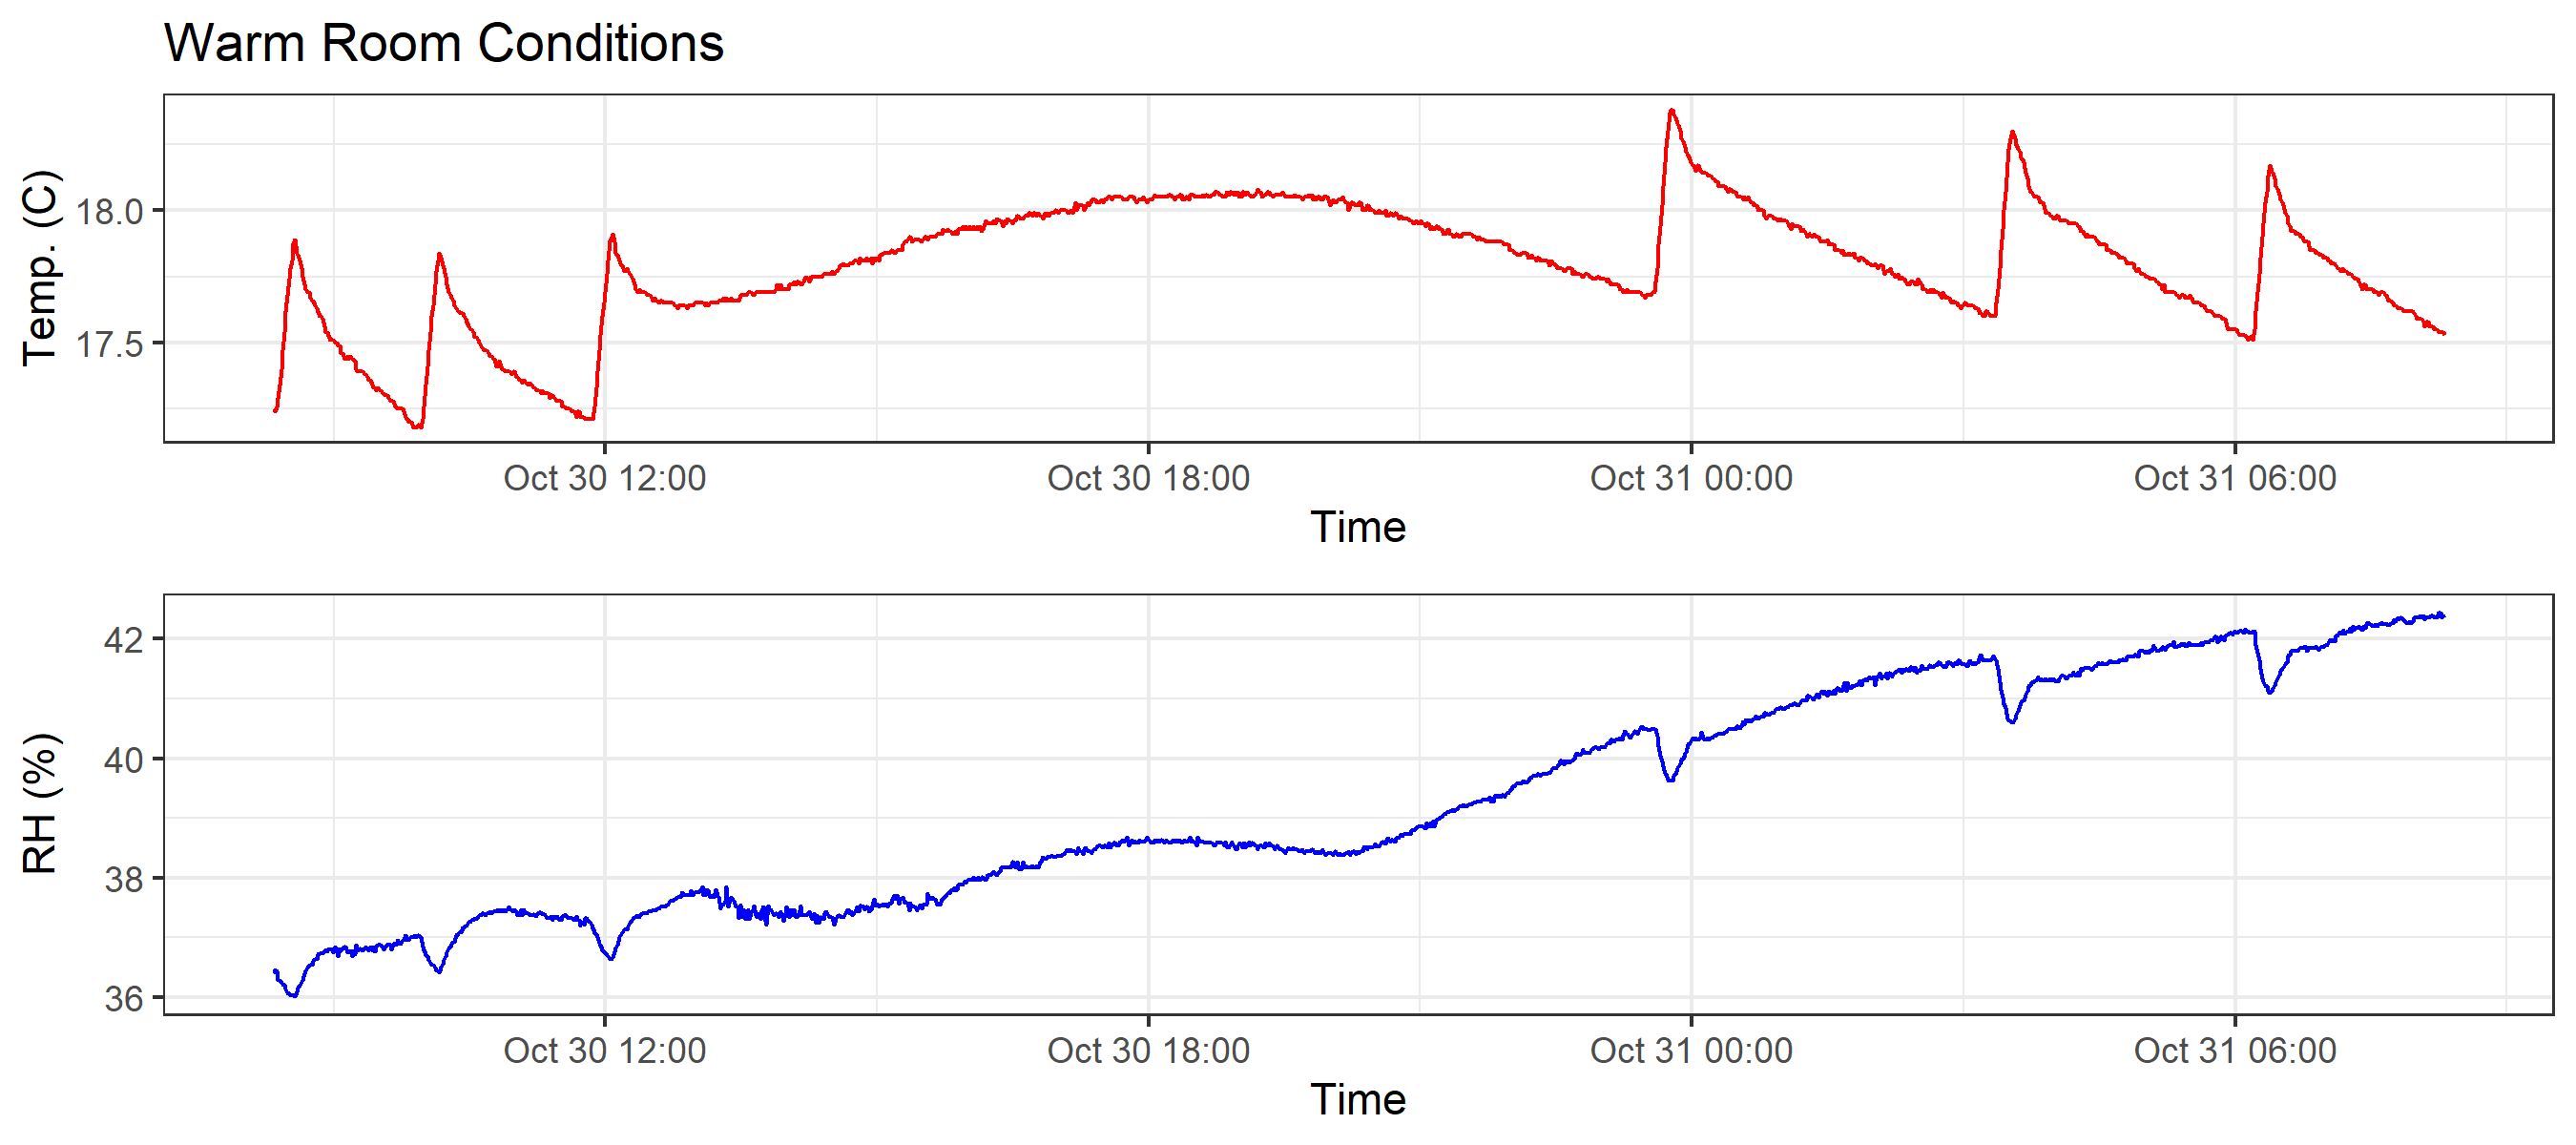 Warm Room Conditions
Temp. (C)
18.0
17.5
Oct 30 12:00 Oct 30 18:00 Oct 31 00:00 Oct 31 06:00
Time
RH (%)
42
40
38
36
Oct 30 12:00 Oct 30 18:00 Oct 31 00:00 Oct 31 06:00
Time